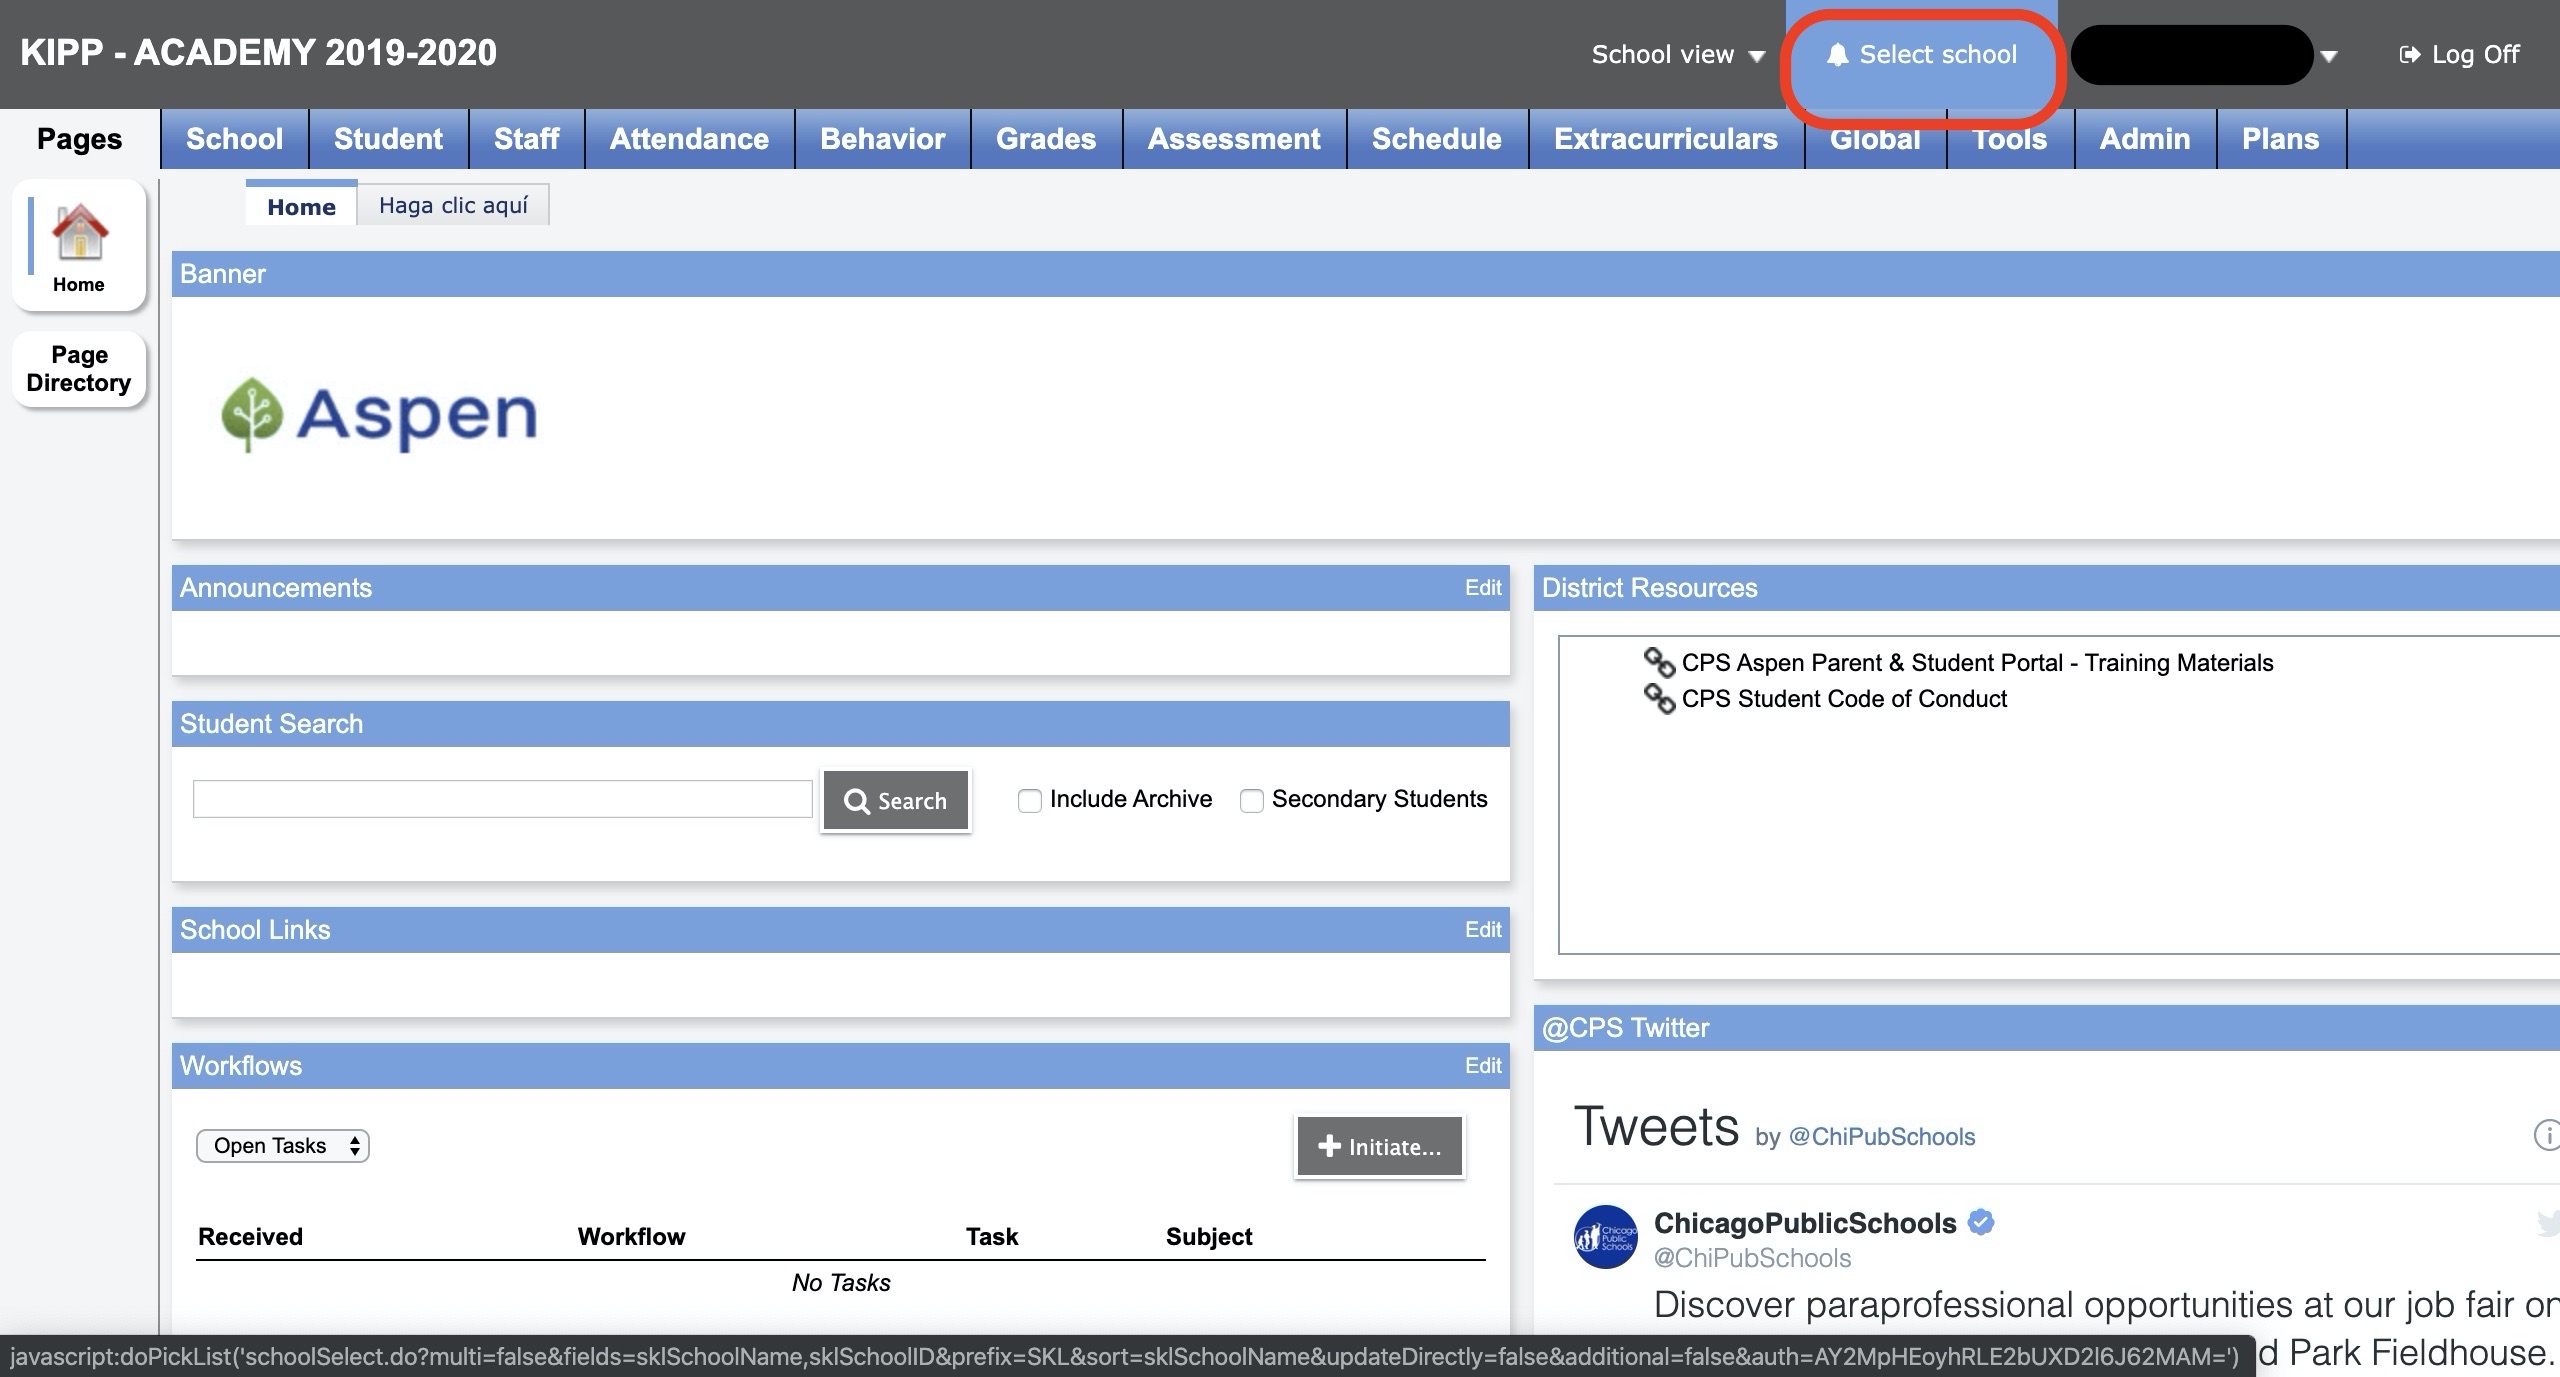 KIPP - ACADEMY 2019-2020
School view
Select school
Log Off
Pages
School
Student
Staff
Attendance
Behavior
Grades
Assessment
Schedule
Extracurriculars
Global
Tools
Admin
Plans
Home
Page
Directory
Home
Haga clic aquí
Banner
Aspen
Announcements
Edit
Student Search
Search
Include Archive
Secondary Students
School Links
Edit
Workflows
Edit
Open Tasks
Initiate...
Received Workflow Task Subject
No Tasks
District Resources
CPS Aspen Parent & Student Portal - Training Materials
CPS Student Code of Conduct
@CPS Twitter
Tweets by @ChiPubSchools
Chicago
Public
Schools
ChicagoPublicSchools
@ChiPubSchools
Discover paraprofessional opportunities at our job fair on
d Park Fieldhouse.
javascript:doPickList('schoolSelect.do?multi=false&fields=sklSchoolName,sklSchoolID&prefix=SKL&sort=sklSchoolName&updateDirectly=false&additional=false&auth=AY2MpHEoyhRLE2bUXD2l6J62MAM=')